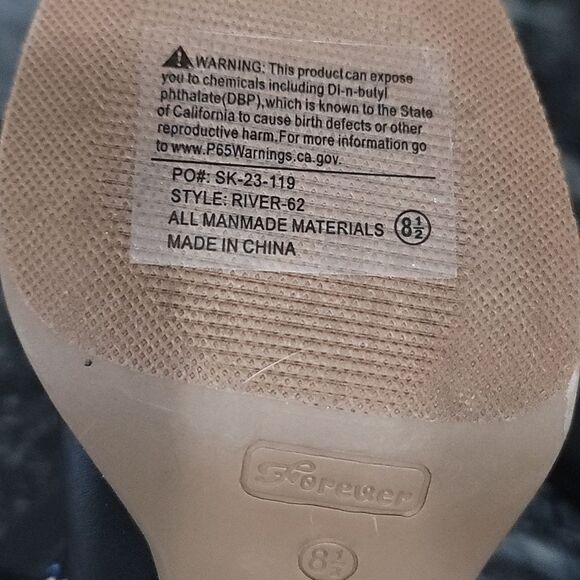 ⚠ WARNING: This product can expose
you to chemicals including Di-n-butyl
phthalate(DBP),which is known to the State
of California to cause birth defects or other
reproductive harm.For more information go
to www.P65Warnings.ca.gov.
PO#: SK-23-119
STYLE: RIVER-62
ALL MANMADE MATERIALS 8½
MADE IN CHINA
Forever
8½